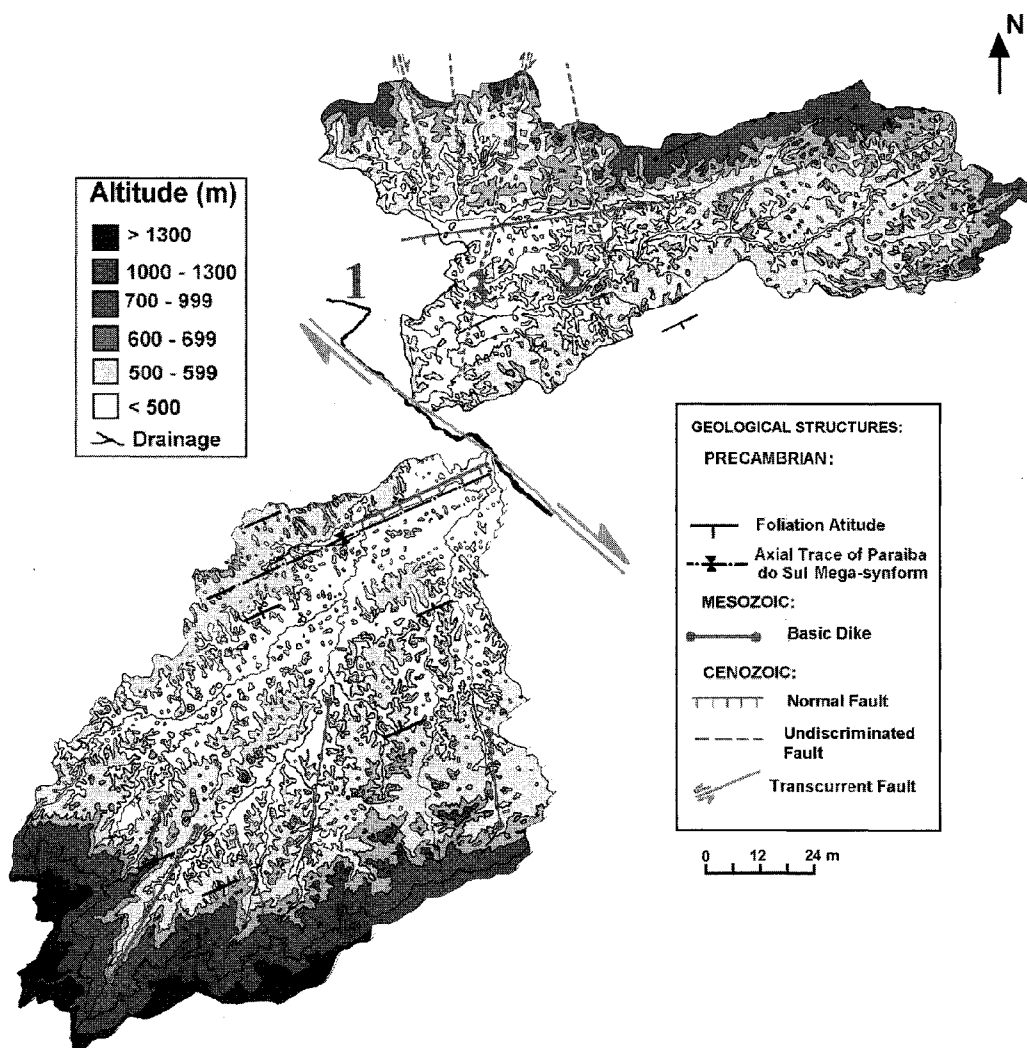 N
Altitude (m)
> 1300
1000 - 1300
700 - 999
600 - 699
500 - 599
< 500
Drainage
1
1
2
GEOLOGICAL STRUCTURES:
PRECAMBRIAN:
Foliation Atitude
Axial Trace of Paraiba
do Sul Mega-synform
MESOZOIC:
Basic Dike
CENOZOIC:
Normal Fault
Undiscriminated
Fault
Transcurrent Fault
0 12 24 m